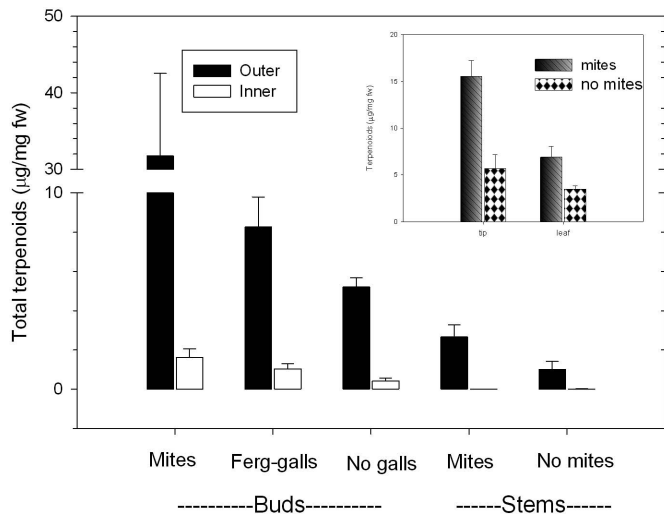 50
40
30
10
0
Total terpenoids (µg/mg fw)
Outer
Inner
20
15
10
5
0
Terpenoiods (µg/mg fw)
mites
no mites
tip
leaf
Mites
Ferg-galls
No galls
Mites
No mites
----------Buds----------
------Stems------